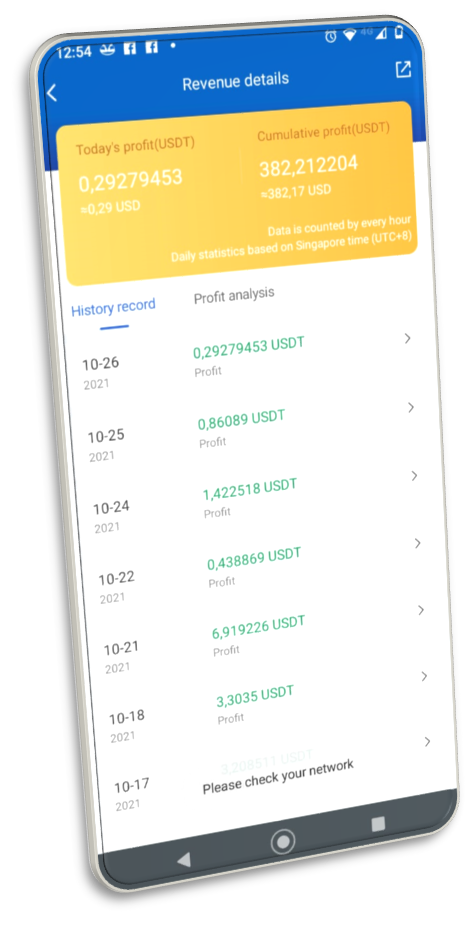 12:54
4G
Revenue details
Today's profit(USDT)
Cumulative profit(USDT)
0,29279453
382,212204
≈0,29 USD
≈382,17 USD
Data is counted by every hour
Daily statistics based on Singapore time (UTC+8)
History record
Profit analysis
10-26
0,29279453 USDT
2021
Profit
10-25
0,86089 USDT
2021
Profit
10-24
1,422518 USDT
2021
Profit
10-22
0,438869 USDT
2021
Profit
10-21
6,919226 USDT
2021
Profit
10-18
3,3035 USDT
2021
Profit
10-17
3,208511 USDT
2021
Please check your network